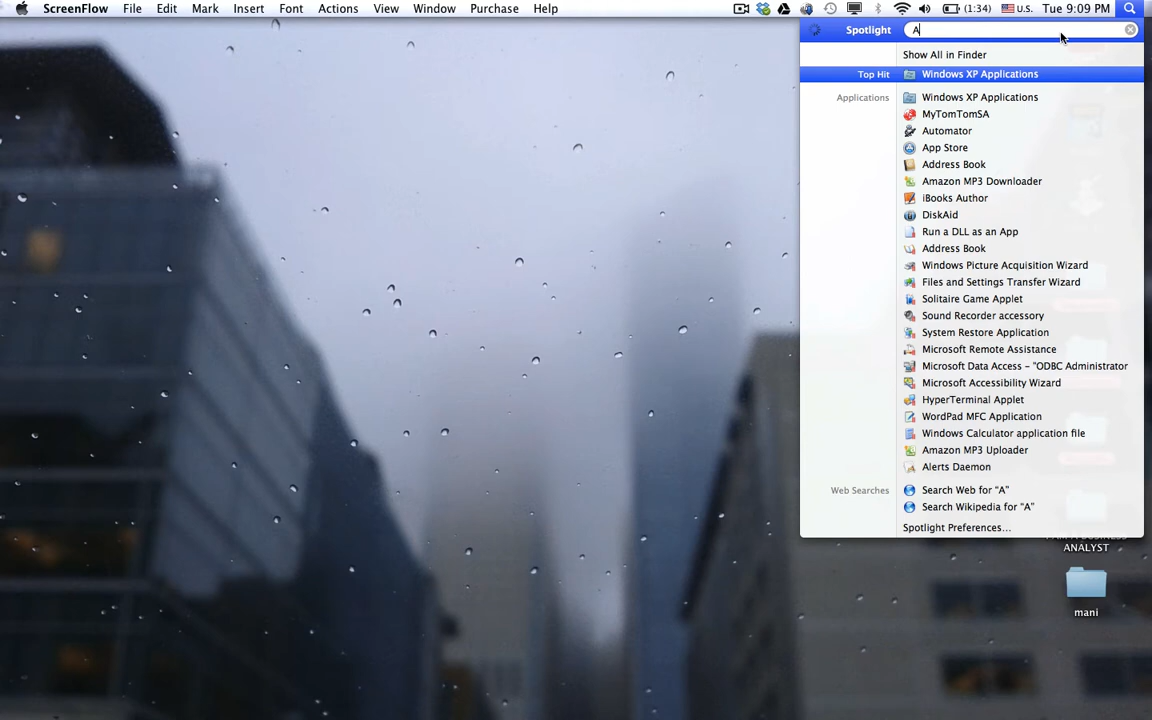 ScreenFlow File Edit Mark Insert Font Actions View Window Purchase Help (1:34) U.S. Tue 9:09 PM
Spotlight A
Show All in Finder
Top Hit Windows XP Applications
Applications Windows XP Applications
MyTomTomSA
Automator
App Store
Address Book
Amazon MP3 Downloader
iBooks Author
DiskAid
Run a DLL as an App
Address Book
Windows Picture Acquisition Wizard
Files and Settings Transfer Wizard
Solitaire Game Applet
Sound Recorder accessory
System Restore Application
Microsoft Remote Assistance
Microsoft Data Access - "ODBC Administrator
Microsoft Accessibility Wizard
HyperTerminal Applet
WordPad MFC Application
Windows Calculator application file
Amazon MP3 Uploader
Alerts Daemon
Web Searches Search Web for "A"
Search Wikipedia for "A"
Spotlight Preferences...
ANALYST
mani